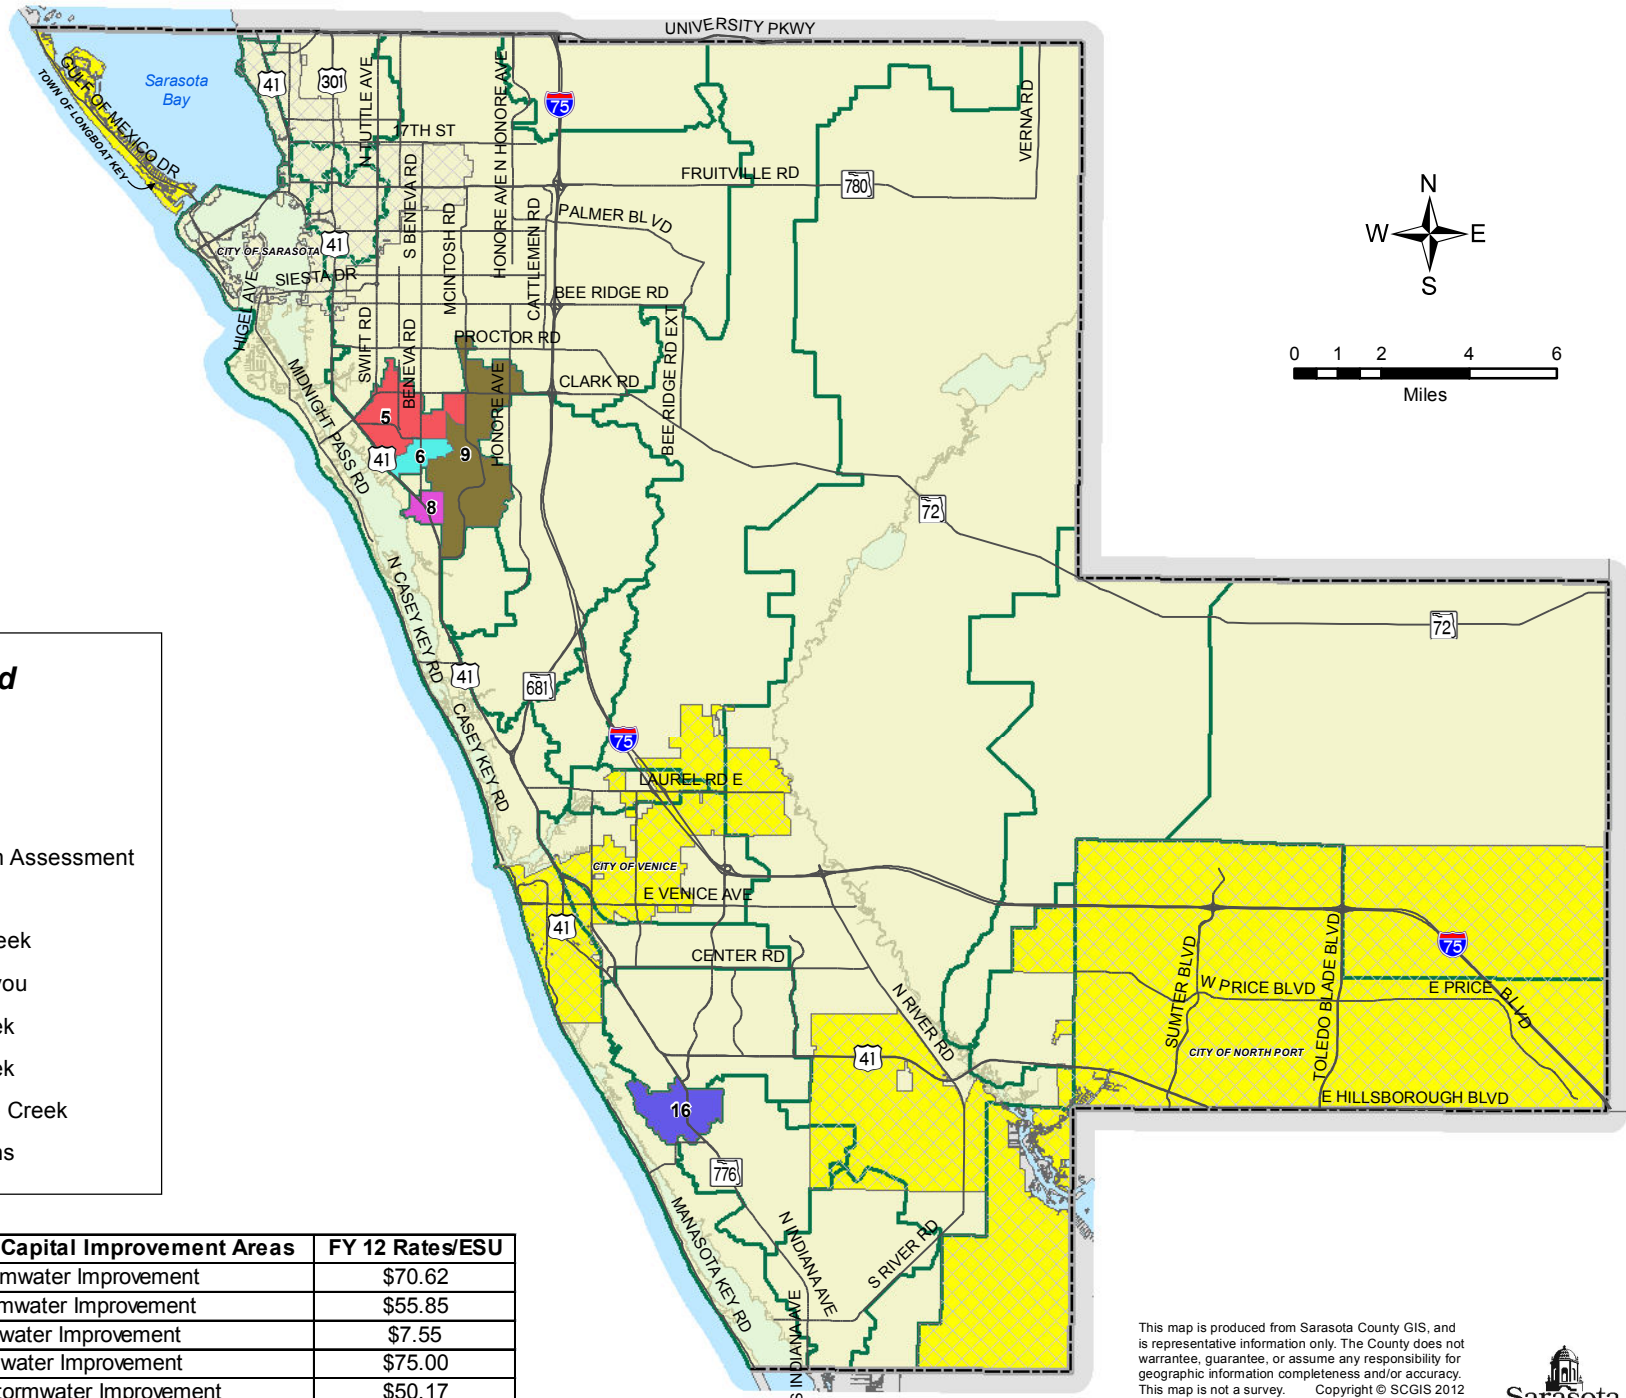 UNIVERSITY PKWY
Sarasota
Bay
41
301
75
GULF OF MEXICO DR
TOWN OF LONGBOAT KEY
N TUTTLE AVE
17TH ST
S BENEVA RD
MCINTOSH RD
HONORE AVE
N HONORE AVE
CATTLEMEN RD
FRUITVILLE RD
780
VERNA RD
PALMER BLVD
CITY OF SARASOTA
41
SIESTA DR
BEE RIDGE RD
HIGEL AVE
SWIFT RD
BENEVA RD
PROCTOR RD
BEE RIDGE RD EXT
MIDNIGHT PASS RD
CLARK RD
HONORE AVE
5
6
9
8
41
72
72
N
W
E
S
0 1 2 4 6
Miles
N CASEY KEY RD
41
681
CASEY KEY RD
75
LAUREL RD E
CITY OF VENICE
E VENICE AVE
41
CENTER RD
N RIVER RD
41
SUMTER BLVD
W PRICE BLVD
TOLEDO BLADE BLVD
75
E PRICE BLVD
CITY OF NORTH PORT
E HILLSBOROUGH BLVD
16
776
MANASOTA KEY RD
N INDIANA AVE
S INDIANA AVE
S RIVER RD
d
n Assessment
eek
you
ek
ek
Creek
ns
Capital Improvement Areas FY 12 Rates/ESU
mwater Improvement $70.62
mwater Improvement $55.85
water Improvement $7.55
water Improvement $75.00
tormwater Improvement $50.17
This map is produced from Sarasota County GIS, and
is representative information only. The County does not
warrantee, guarantee, or assume any responsibility for
geographic information completeness and/or accuracy.
This map is not a survey. Copyright © SCGIS 2012
Sarasota